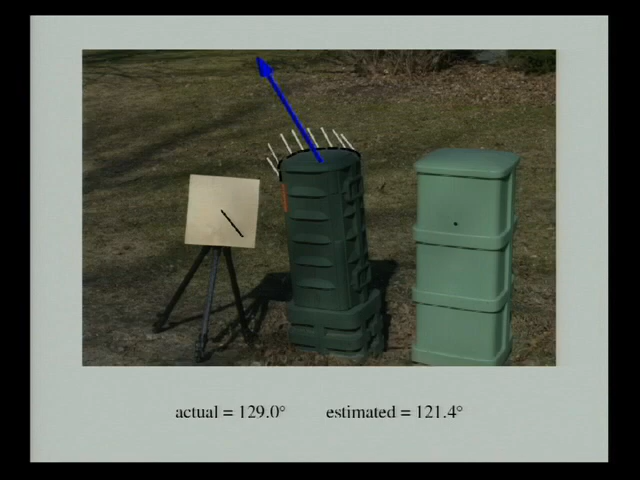 actual = 129.0° estimated = 121.4°